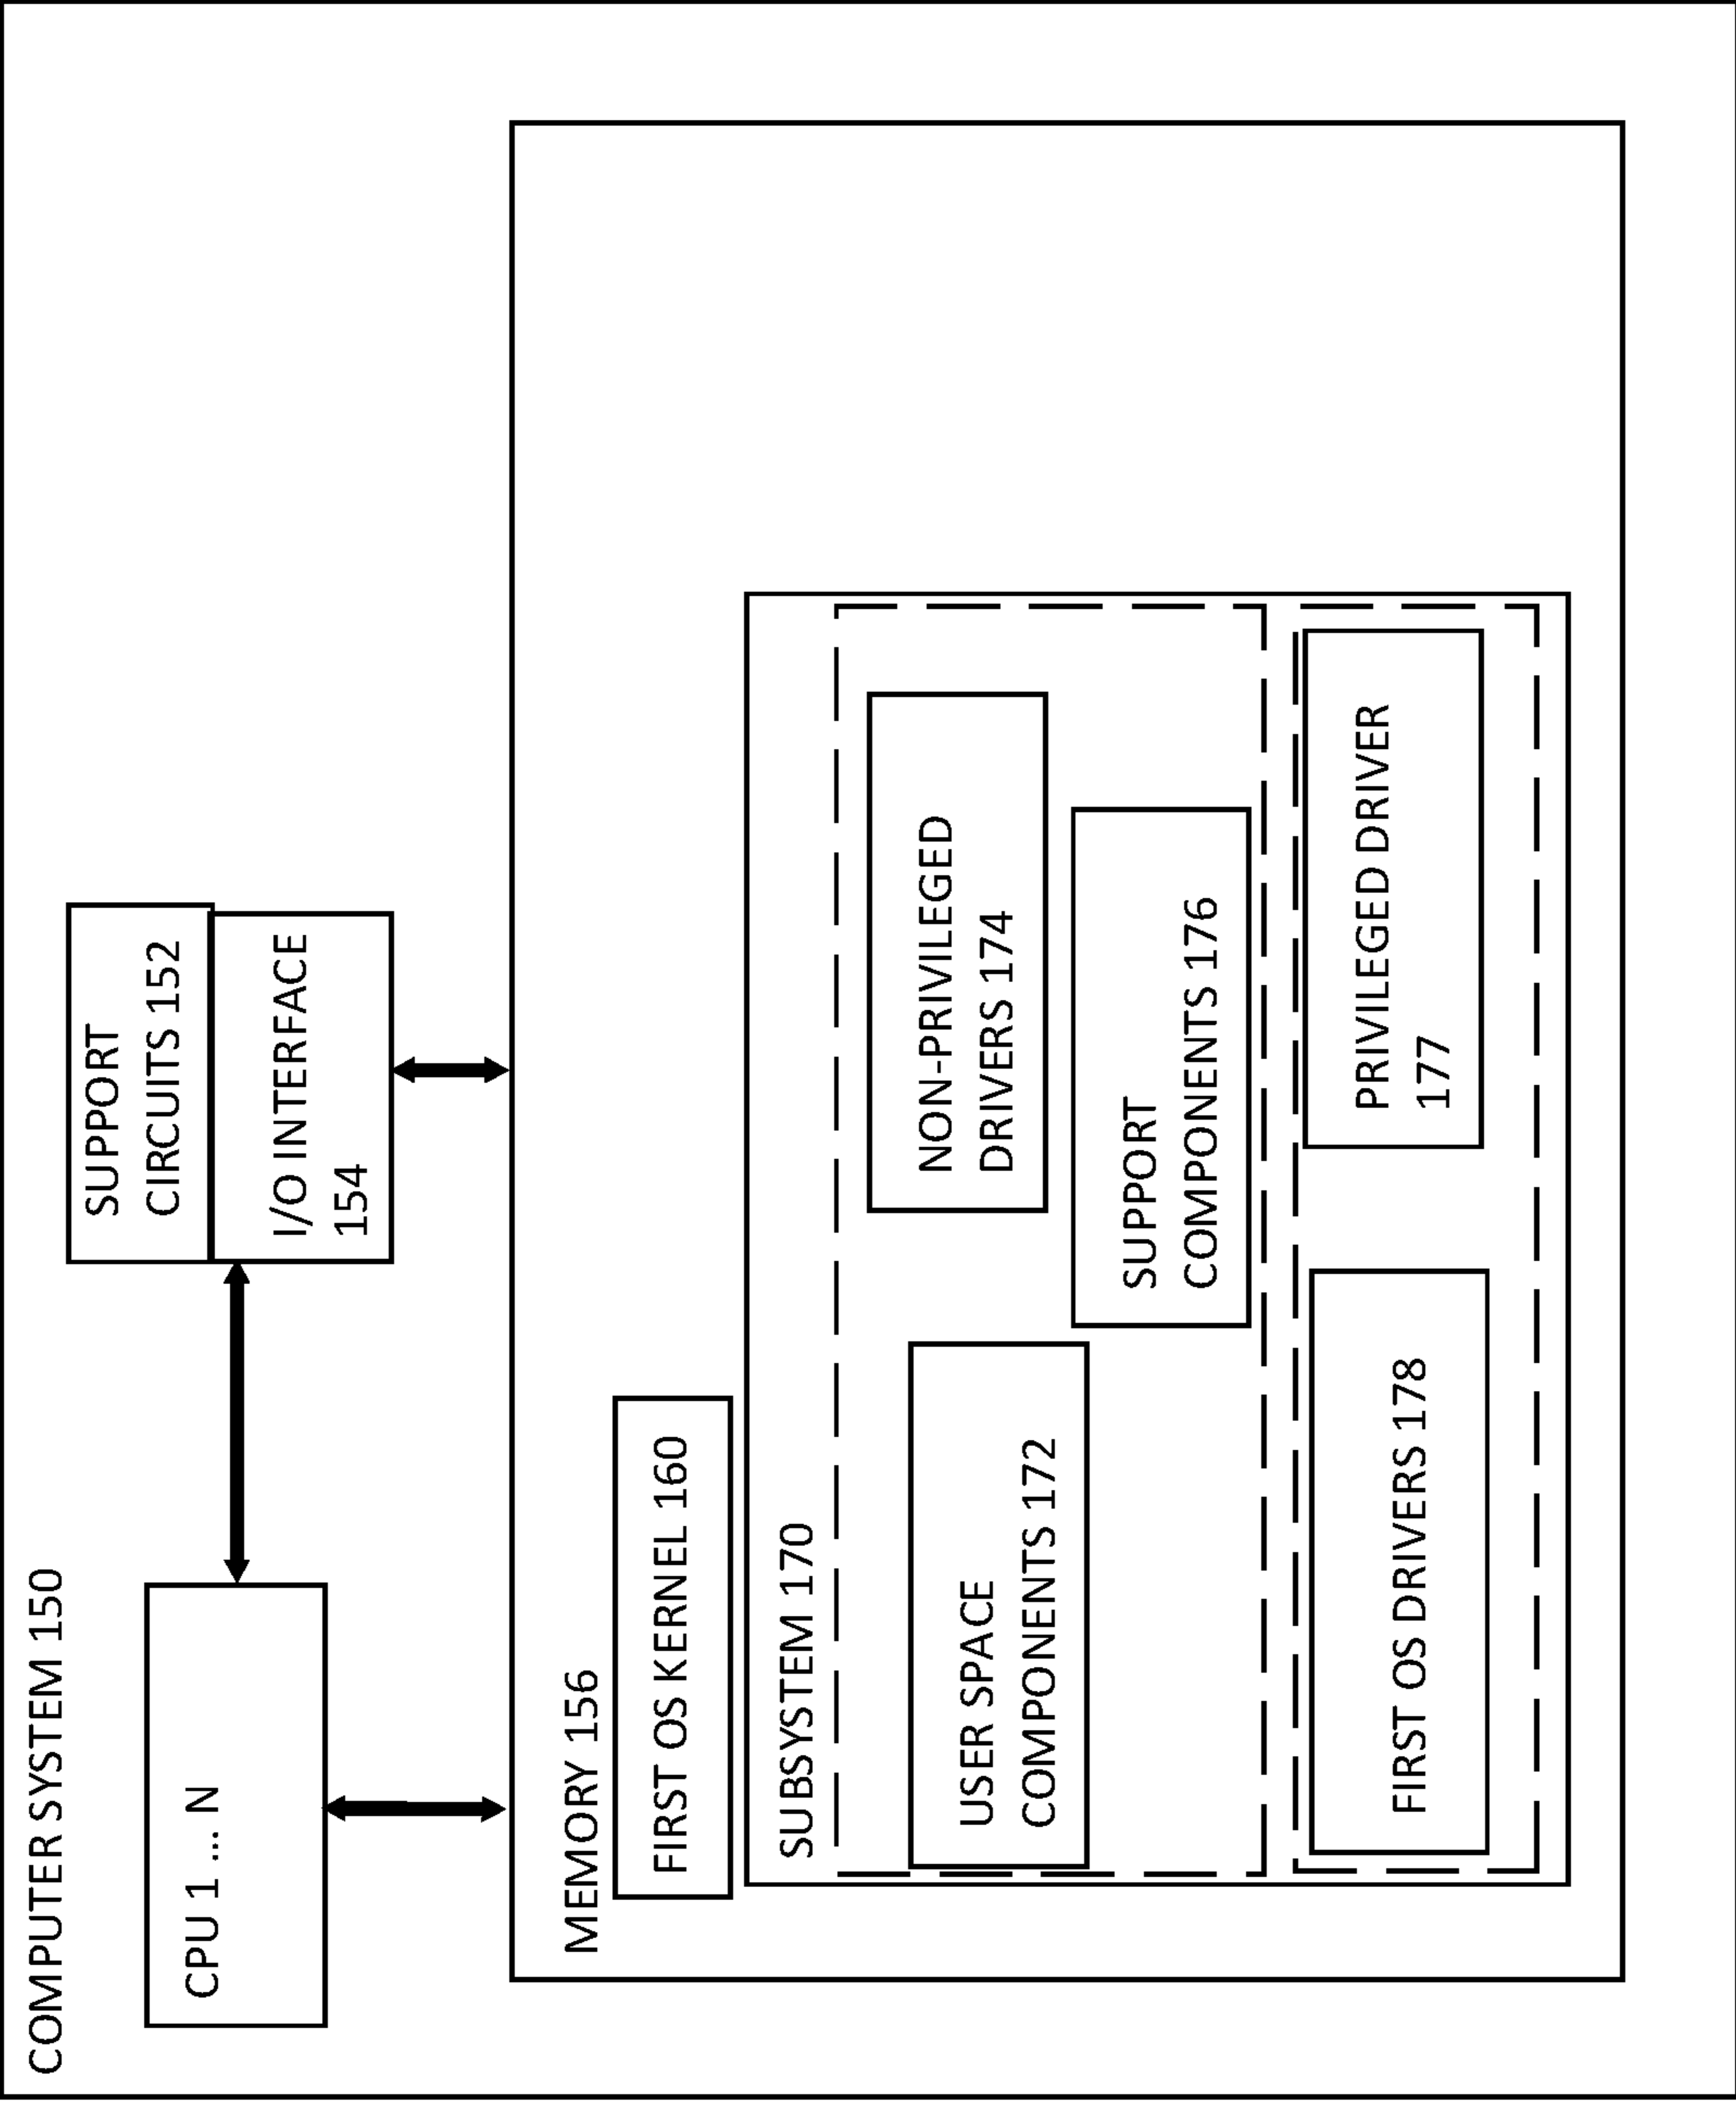 COMPUTER SYSTEM 150
CPU 1 ... N
SUPPORT
CIRCUITS 152
I/O INTERFACE
154
MEMORY 156
FIRST OS KERNEL 160
SUBSYSTEM 170
USER SPACE
COMPONENTS 172
NON-PRIVILEGED
DRIVERS 174
SUPPORT
COMPONENTS 176
FIRST OS DRIVERS 178
PRIVILEGED DRIVER
177